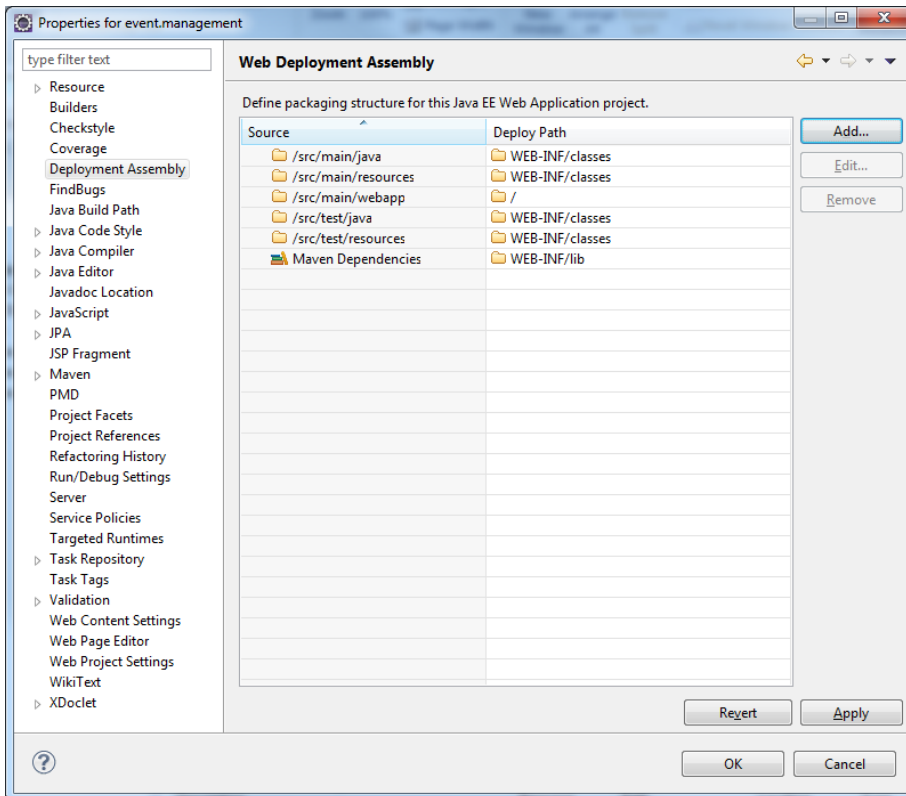 Properties for event.management
type filter text
Resource
Builders
Checkstyle
Coverage
Deployment Assembly
FindBugs
Java Build Path
Java Code Style
Java Compiler
Java Editor
Javadoc Location
JavaScript
JPA
JSP Fragment
Maven
PMD
Project Facets
Project References
Refactoring History
Run/Debug Settings
Server
Service Policies
Targeted Runtimes
Task Repository
Task Tags
Validation
Web Content Settings
Web Page Editor
Web Project Settings
WikiText
XDoclet
Web Deployment Assembly
Define packaging structure for this Java EE Web Application project.
Source Deploy Path
/src/main/java WEB-INF/classes
/src/main/resources WEB-INF/classes
/src/main/webapp /
/src/test/java WEB-INF/classes
/src/test/resources WEB-INF/classes
Maven Dependencies WEB-INF/lib
Add...
Edit...
Remove
Revert Apply
OK Cancel